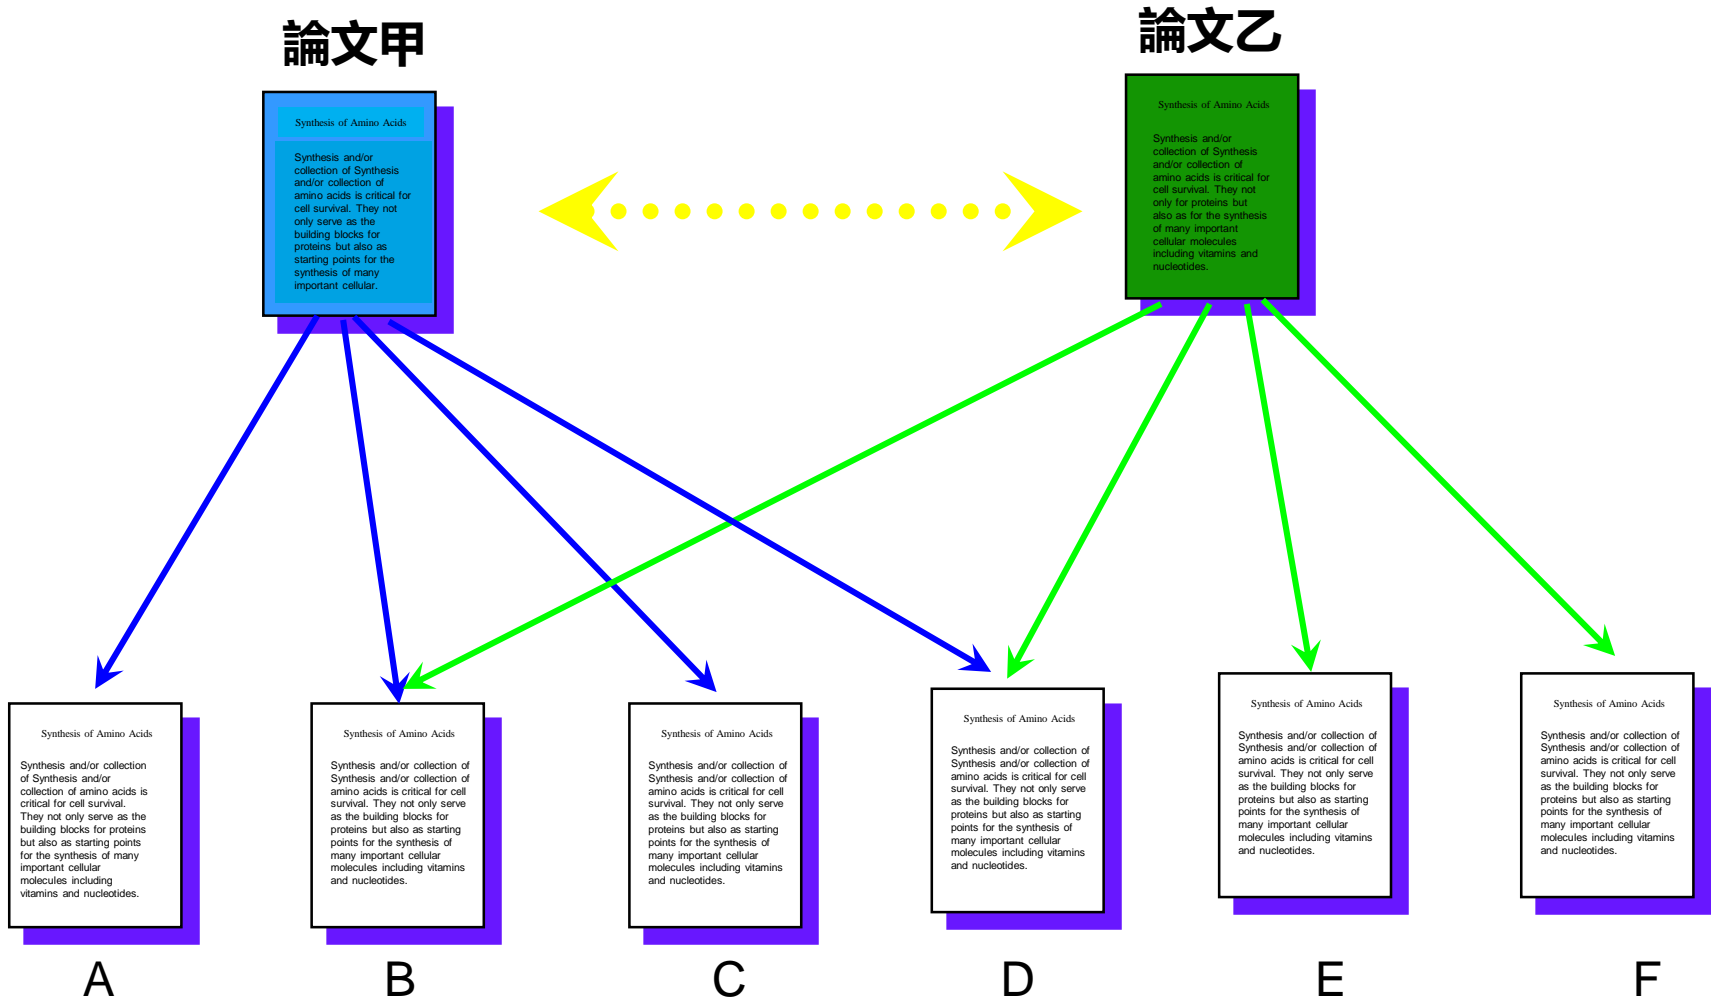 論文甲
論文乙
Synthesis of Amino Acids
Synthesis and/or
collection of Synthesis
and/or collection of
amino acids is critical for
cell survival. They not
only serve as the
building blocks for
proteins but also as
starting points for the
synthesis of many
important cellular.
Synthesis of Amino Acids
Synthesis and/or
collection of Synthesis
and/or collection of
amino acids is critical for
cell survival. They not
only for proteins but
also as for the synthesis
of many important
cellular molecules
including vitamins and
nucleotides.
Synthesis of Amino Acids
Synthesis and/or collection
of Synthesis and/or
collection of amino acids is
critical for cell survival.
They not only serve as the
building blocks for proteins
but also as starting points
for the synthesis of many
important cellular
molecules including
vitamins and nucleotides.
Synthesis of Amino Acids
Synthesis and/or collection of
Synthesis and/or collection of
amino acids is critical for cell
survival. They not only serve
as the building blocks for
proteins but also as starting
points for the synthesis of
many important cellular
molecules including vitamins
and nucleotides.
Synthesis of Amino Acids
Synthesis and/or collection of
Synthesis and/or collection of
amino acids is critical for cell
survival. They not only serve
as the building blocks for
proteins but also as starting
points for the synthesis of
many important cellular
molecules including vitamins
and nucleotides.
Synthesis of Amino Acids
Synthesis and/or collection of
Synthesis and/or collection of
amino acids is critical for cell
survival. They not only serve
as the building blocks for
proteins but also as starting
points for the synthesis of
many important cellular
molecules including vitamins
and nucleotides.
Synthesis of Amino Acids
Synthesis and/or collection of
Synthesis and/or collection of
amino acids is critical for cell
survival. They not only serve
as the building blocks for
proteins but also as starting
points for the synthesis of
many important cellular
molecules including vitamins
and nucleotides.
Synthesis of Amino Acids
Synthesis and/or collection of
Synthesis and/or collection of
amino acids is critical for cell
survival. They not only serve
as the building blocks for
proteins but also as starting
points for the synthesis of
many important cellular
molecules including vitamins
and nucleotides.
A
B
C
D
E
F